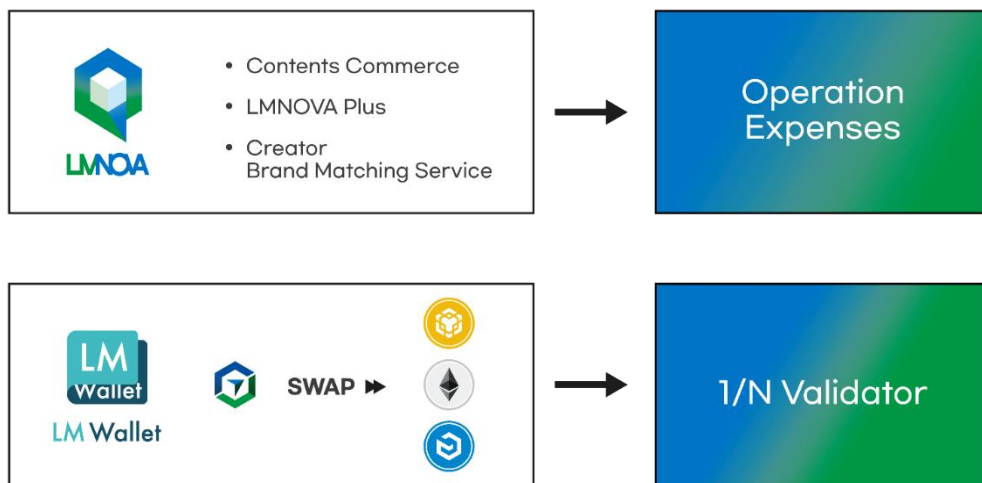 • Contents Commerce
• LMNOVA Plus
• Creator
Brand Matching Service
LMNOVA
Operation
Expenses
LM
Wallet
LM Wallet
SWAP
1/N Validator